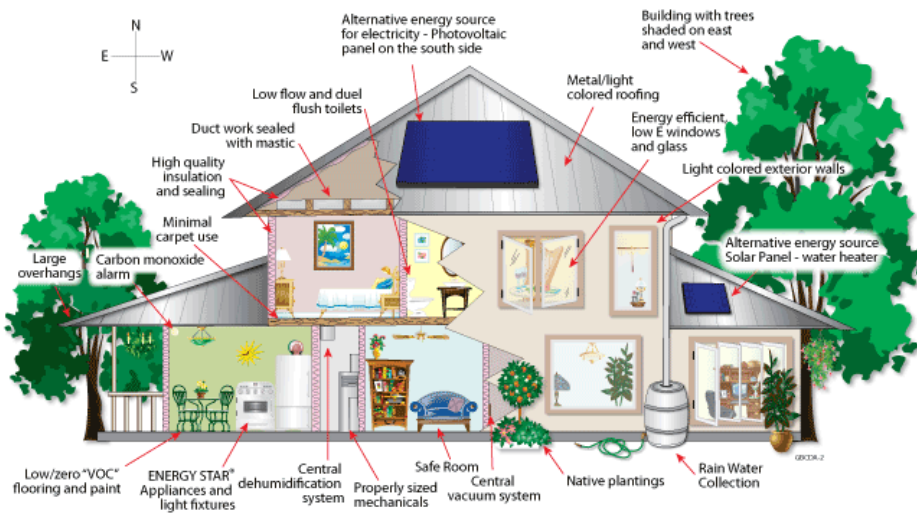 N
E
W
S
Alternative energy source
for electricity - Photovoltaic
panel on the south side
Building with trees
shaded on east
and west
Low flow and duel
flush toilets
Metal/light
colored roofing
Duct work sealed
with mastic
Energy efficient,
low E windows
and glass
High quality
insulation
and sealing
Light colored exterior walls
Minimal
carpet use
Large
overhangs
Carbon monoxide
alarm
Alternative energy source
Solar Panel - water heater
Low/zero "VOC"
flooring and paint
ENERGY STAR®
Appliances and
light fixtures
Central
dehumidification
system
Properly sized
mechanicals
Safe Room
Central
vacuum system
Native plantings
Rain Water
Collection
GBCDA-2